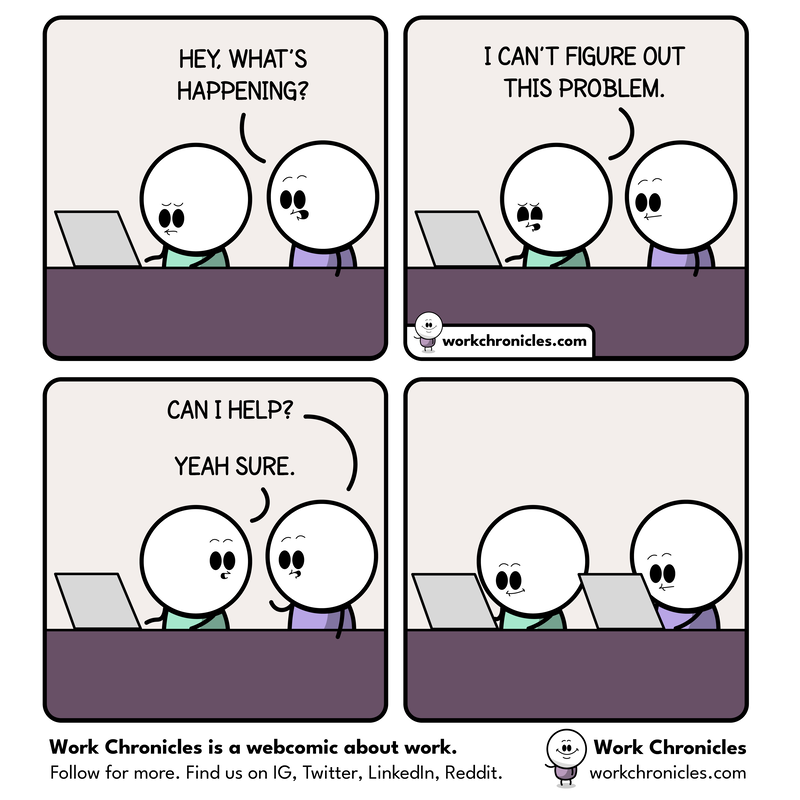 HEY, WHAT'S
HAPPENING?
I CAN'T FIGURE OUT
THIS PROBLEM.
workchronicles.com
CAN I HELP?
YEAH SURE.
Work Chronicles is a webcomic about work.
Follow for more. Find us on IG, Twitter, LinkedIn, Reddit.
Work Chronicles
workchronicles.com